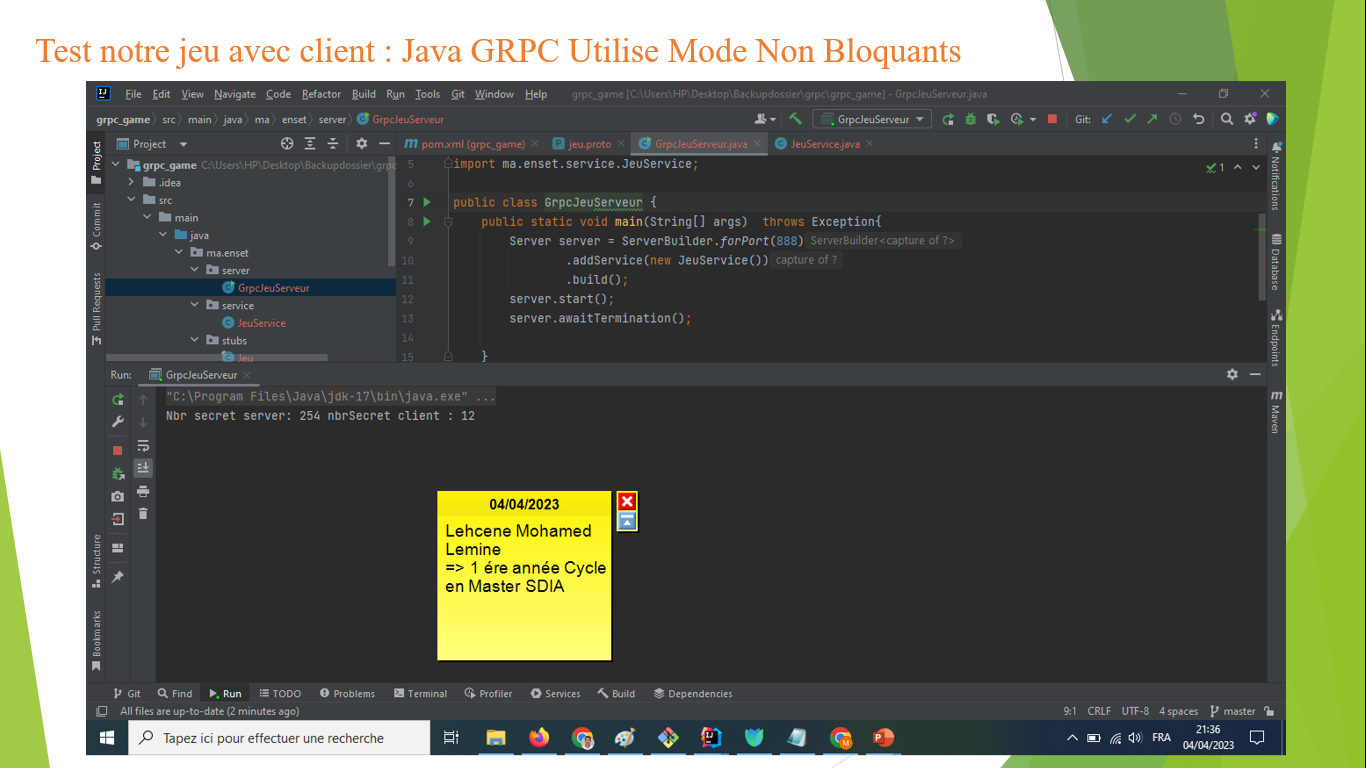 Test notre jeu avec client : Java GRPC Utilise Mode Non Bloquants
File Edit View Navigate Code Refactor Build Run Tools Git Window Help grpc_game [C:\Users\HP\Desktop\Backupdossier\grpc\grpc_game] - GrpcJeuServeur.java
grpc_game src main java ma enset server GrpcJeuServeur
GrpcJeuServeur Git:
Project
Project
Commit
Pull Requests
Structure
Bookmarks
grpc_game C:\Users\HP\Desktop\Backupdossier\grpc
.idea
src
main
java
ma.enset
server
GrpcJeuServeur
service
JeuService
stubs
Jeu
pom.xml (grpc_game) jeu.proto GrpcJeuServeur.java JeuService.java
1
5 import ma.enset.service.JeuService;
6
7 public class GrpcJeuServeur {
8 public static void main(String[] args)  throws Exception{
9 Server server = ServerBuilder.forPort(888) ServerBuilder<capture of ?>
10 .addService(new JeuService()) capture of ?
11 .build();
12 server.start();
13 server.awaitTermination();
14
15 }
Notifications
Database
Endpoints
Maven
Run: GrpcJeuServeur
"C:\Program Files\Java\jdk-17\bin\java.exe" ...
Nbr secret server: 254 nbrSecret client : 12
04/04/2023
Lehcene Mohamed
Lemine
=> 1 ére année Cycle
en Master SDIA
Git Find Run TODO Problems Terminal Profiler Services Build Dependencies
All files are up-to-date (2 minutes ago) 9:1 CRLF UTF-8 4 spaces master
Tapez ici pour effectuer une recherche
FRA
21:36
04/04/2023